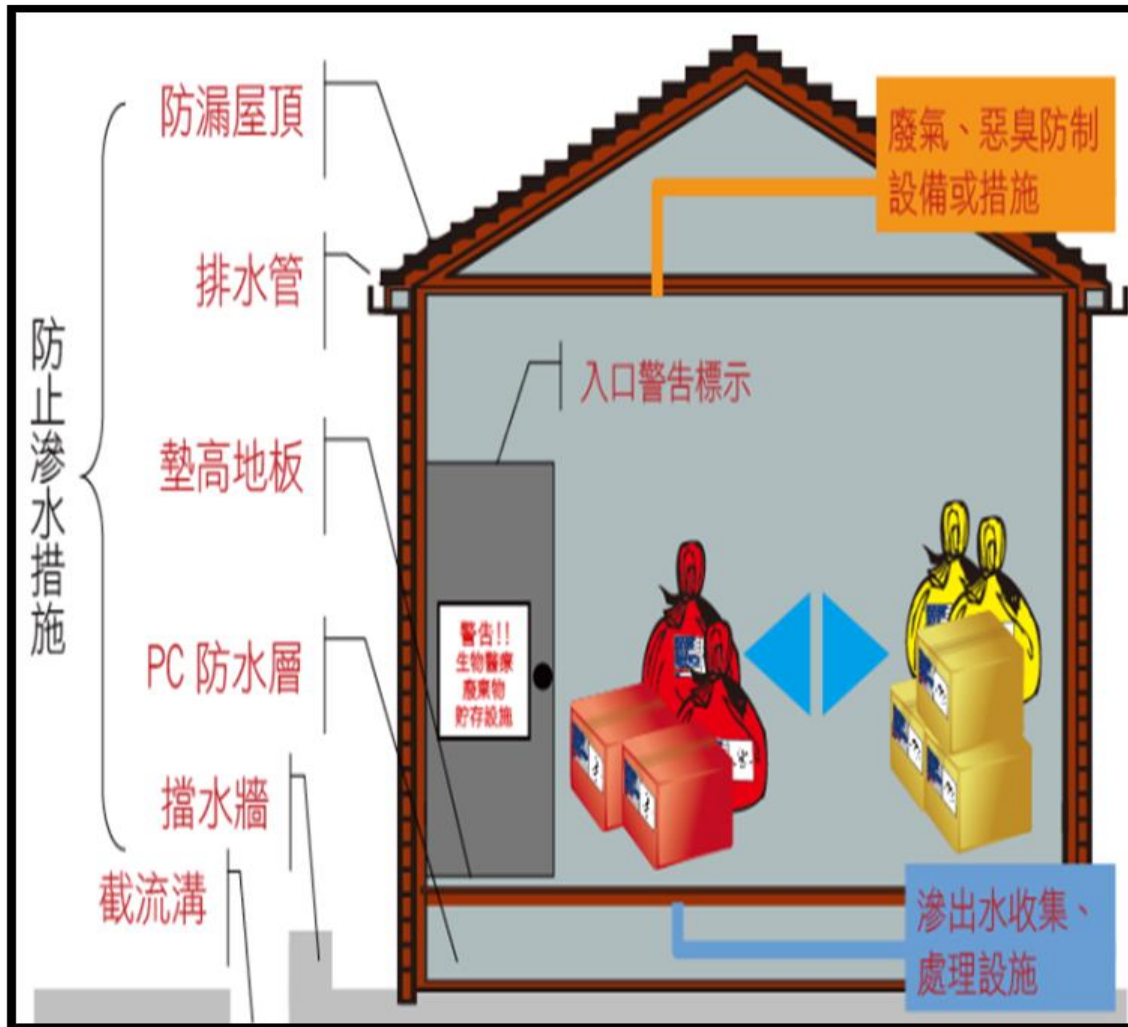 防止滲水措施
防漏屋頂
排水管
墊高地板
PC 防水層
擋水牆
截流溝
廢氣、惡臭防制
設備或措施
入口警告標示
警告!!
生物醫療
廢棄物
貯存設施
滲出水收集、
處理設施